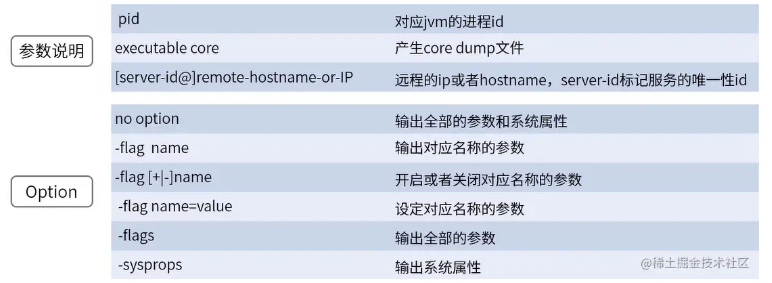 参数说明
pid 对应jvm的进程id
executable core 产生core dump文件
[server-id@]remote-hostname-or-IP 远程的ip或者hostname，server-id标记服务的唯一性id
Option
no option 输出全部的参数和系统属性
-flag name 输出对应名称的参数
-flag [+|-]name 开启或者关闭对应名称的参数
-flag name=value 设定对应名称的参数
-flags 输出全部的参数
-sysprops 输出系统属性
@稀土掘金技术社区